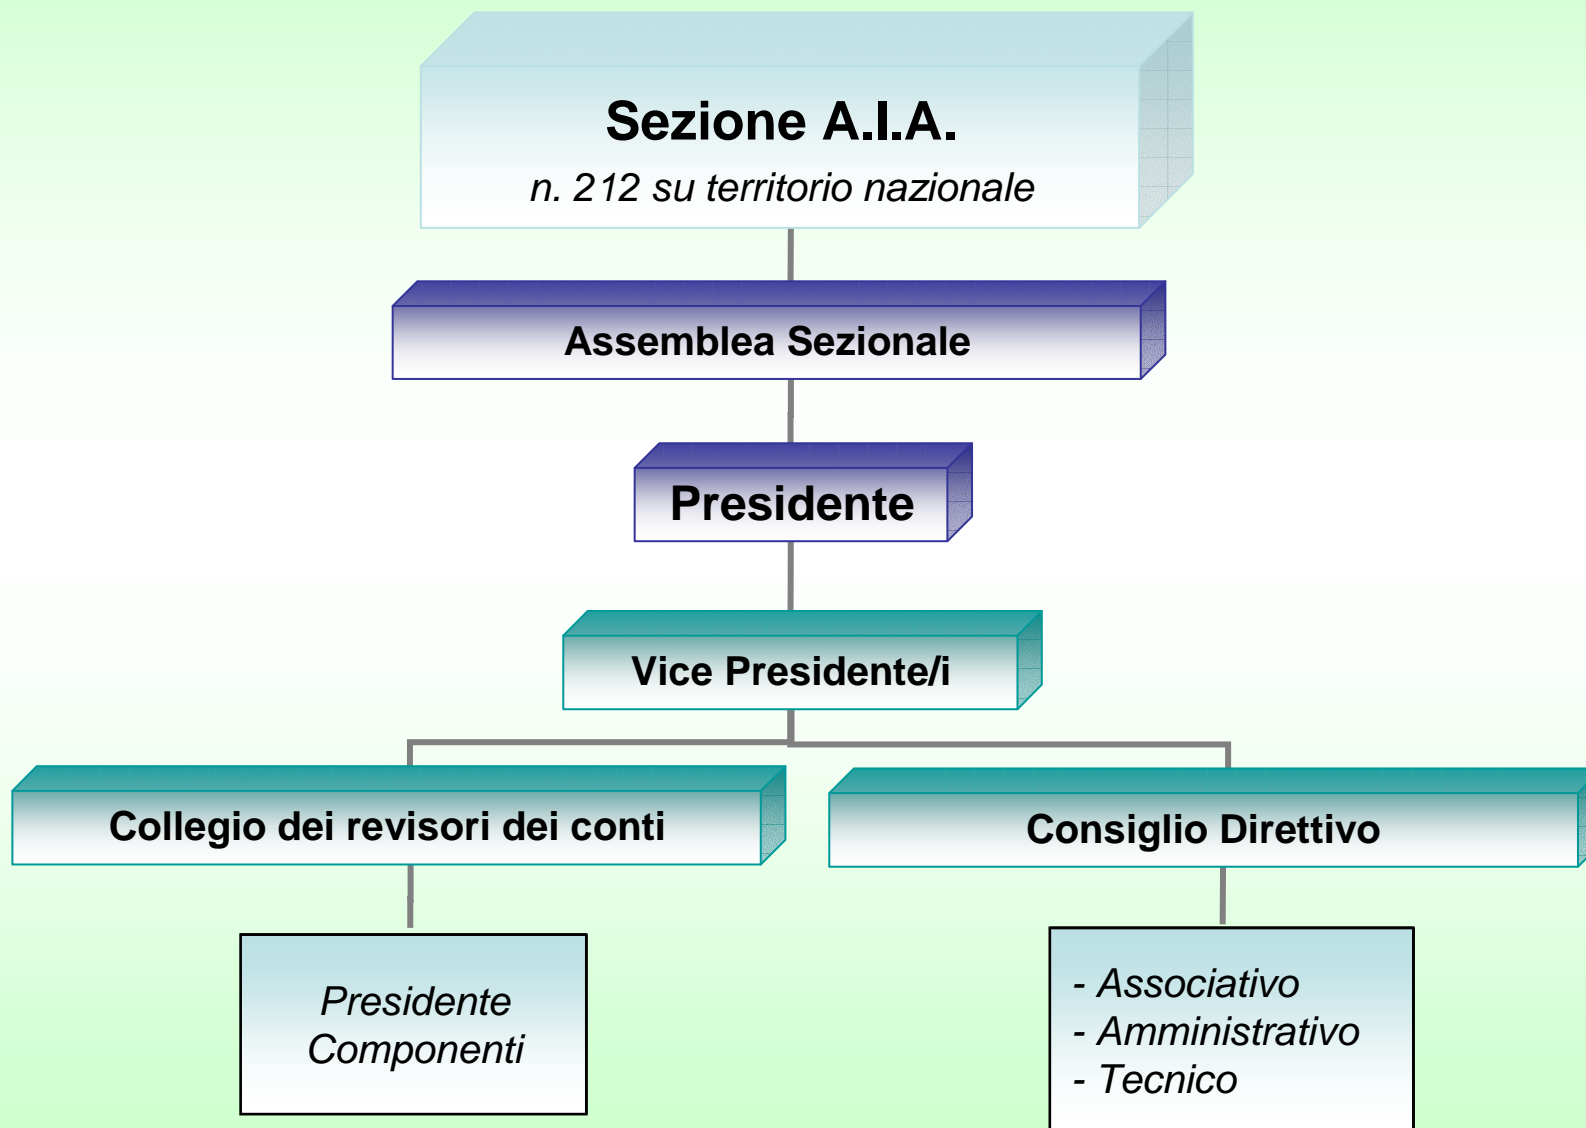 Sezione A.I.A.
n. 212 su territorio nazionale
Assemblea Sezionale
Presidente
Vice Presidente/i
Collegio dei revisori dei conti
Consiglio Direttivo
Presidente
Componenti
- Associativo
- Amministrativo
- Tecnico